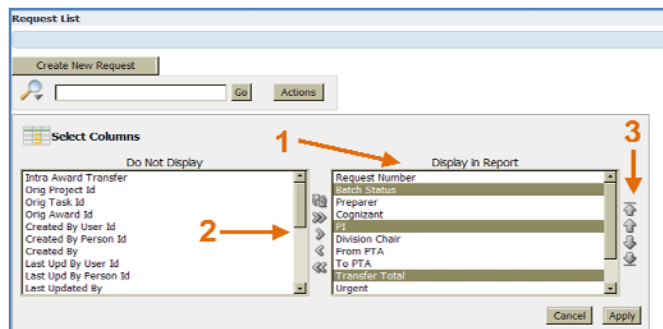 Request List
Create New Request
Go
Actions
Select Columns
1
3
Do Not Display
Display in Report
Intra Award Transfer
Orig Project Id
Orig Task Id
Orig Award Id
Created By User Id
Created By Person Id
Created By
Last Upd By User Id
Last Upd By Person Id
Last Updated By
2
Request Number
Batch Status
Preparer
Cognizant
PI
Division Chair
From PTA
To PTA
Transfer Total
Urgent
Cancel
Apply